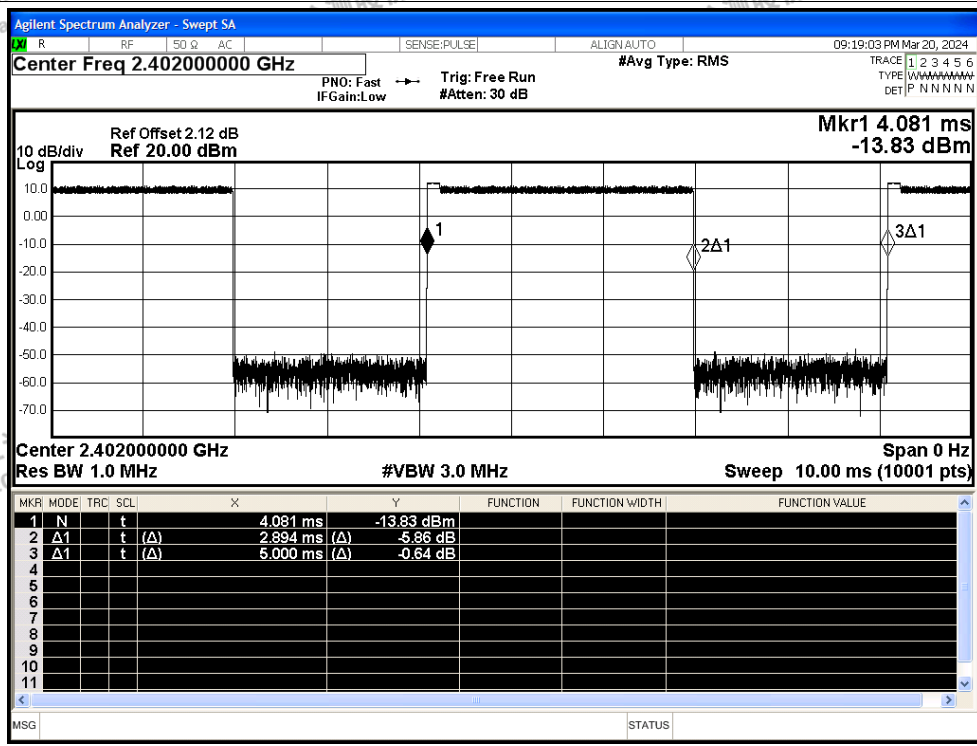 Agilent Spectrum Analyzer - Swept SA
LXI R RF 50 Ω AC SENSE:PULSE ALIGN AUTO 09:19:03 PM Mar 20, 2024
Center Freq 2.402000000 GHz
PNO: Fast
IFGain:Low
Trig: Free Run
#Atten: 30 dB
#Avg Type: RMS
TRACE 1 2 3 4 5 6
TYPE WWWWWW
DET P N N N N N
Mkr1 4.081 ms
-13.83 dBm
Ref Offset 2.12 dB
10 dB/div Ref 20.00 dBm
Log
10.0
0.00
-10.0
-20.0
-30.0
-40.0
-50.0
-60.0
-70.0
1
2Δ1
3Δ1
Center 2.402000000 GHz Span 0 Hz
Res BW 1.0 MHz #VBW 3.0 MHz Sweep 10.00 ms (10001 pts)
MKR MODE TRC SCL X Y FUNCTION FUNCTION WIDTH FUNCTION VALUE
1 N t 4.081 ms -13.83 dBm
2 Δ1 t (Δ) 2.894 ms (Δ) -5.86 dB
3 Δ1 t (Δ) 5.000 ms (Δ) -0.64 dB
4
5
6
7
8
9
10
11
MSG STATUS